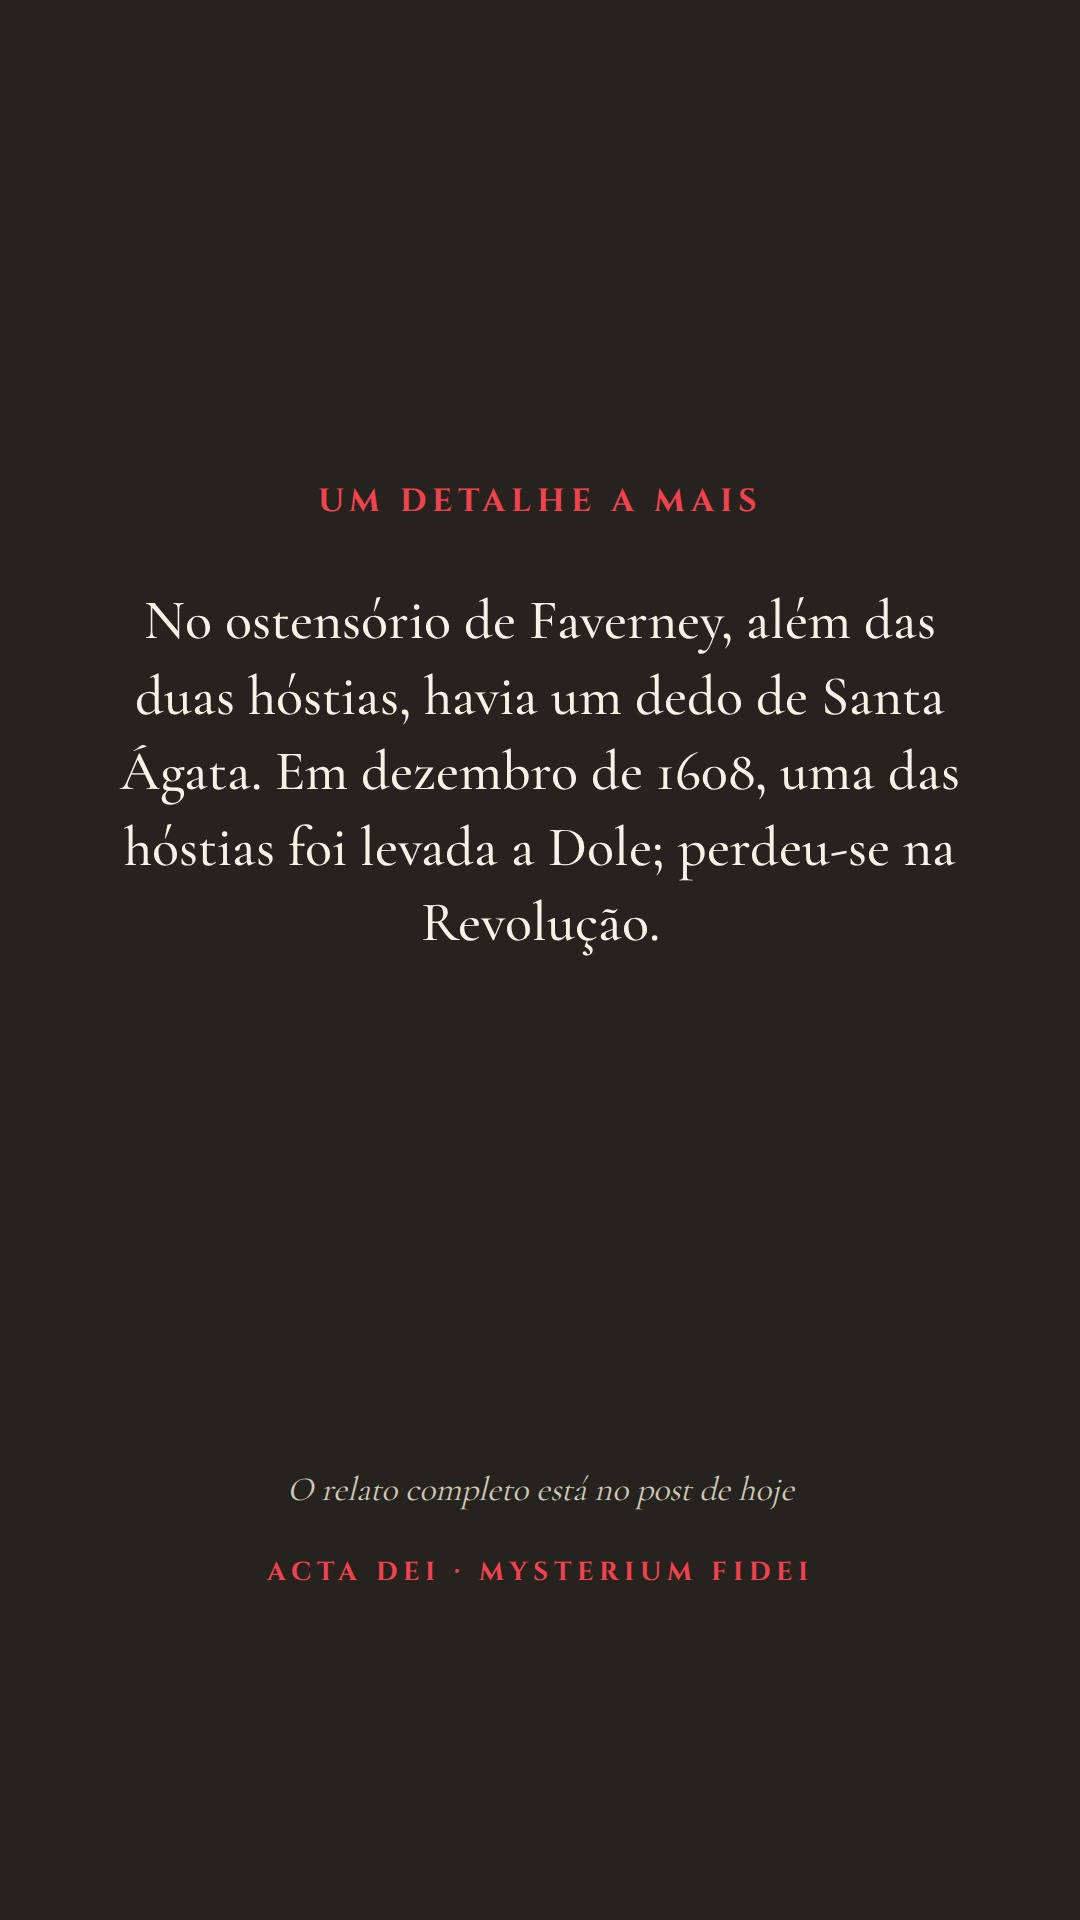 UM DETALHE A MAIS
No ostensório de Faverney, além das
duas hóstias, havia um dedo de Santa
Ágata. Em dezembro de 1608, uma das
hóstias foi levada a Dole; perdeu-se na
Revolução.
O relato completo está no post de hoje
ACTA DEI · MYSTERIUM FIDEI